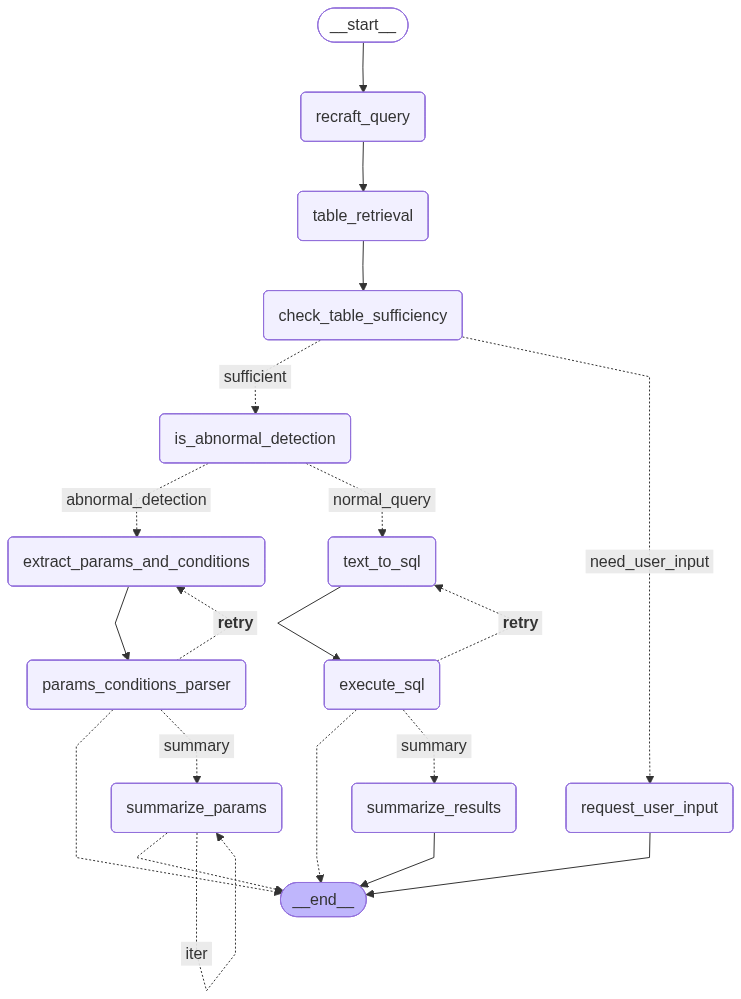 __start__
recraft_query
table_retrieval
check_table_sufficiency
sufficient
is_abnormal_detection
abnormal_detection
normal_query
extract_params_and_conditions
text_to_sql
need_user_input
retry
retry
params_conditions_parser
execute_sql
summary
summary
summarize_params
summarize_results
request_user_input
__end__
iter